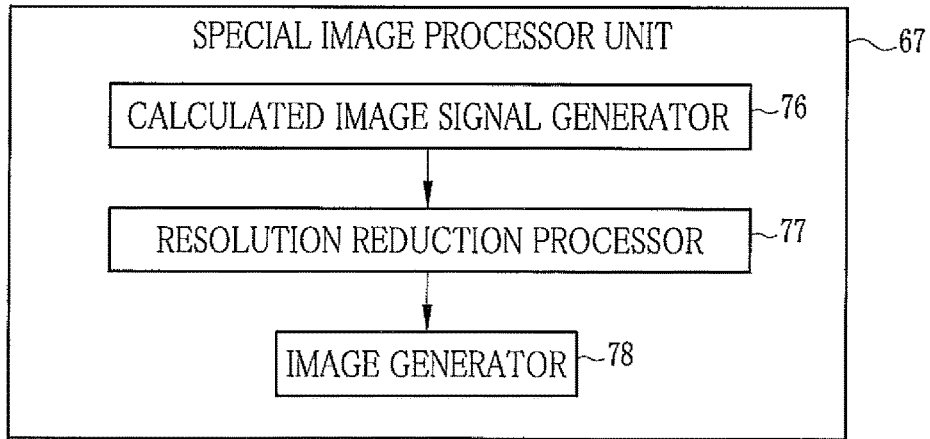 SPECIAL IMAGE PROCESSOR UNIT
67
CALCULATED IMAGE SIGNAL GENERATOR
76
RESOLUTION REDUCTION PROCESSOR
77
IMAGE GENERATOR
78